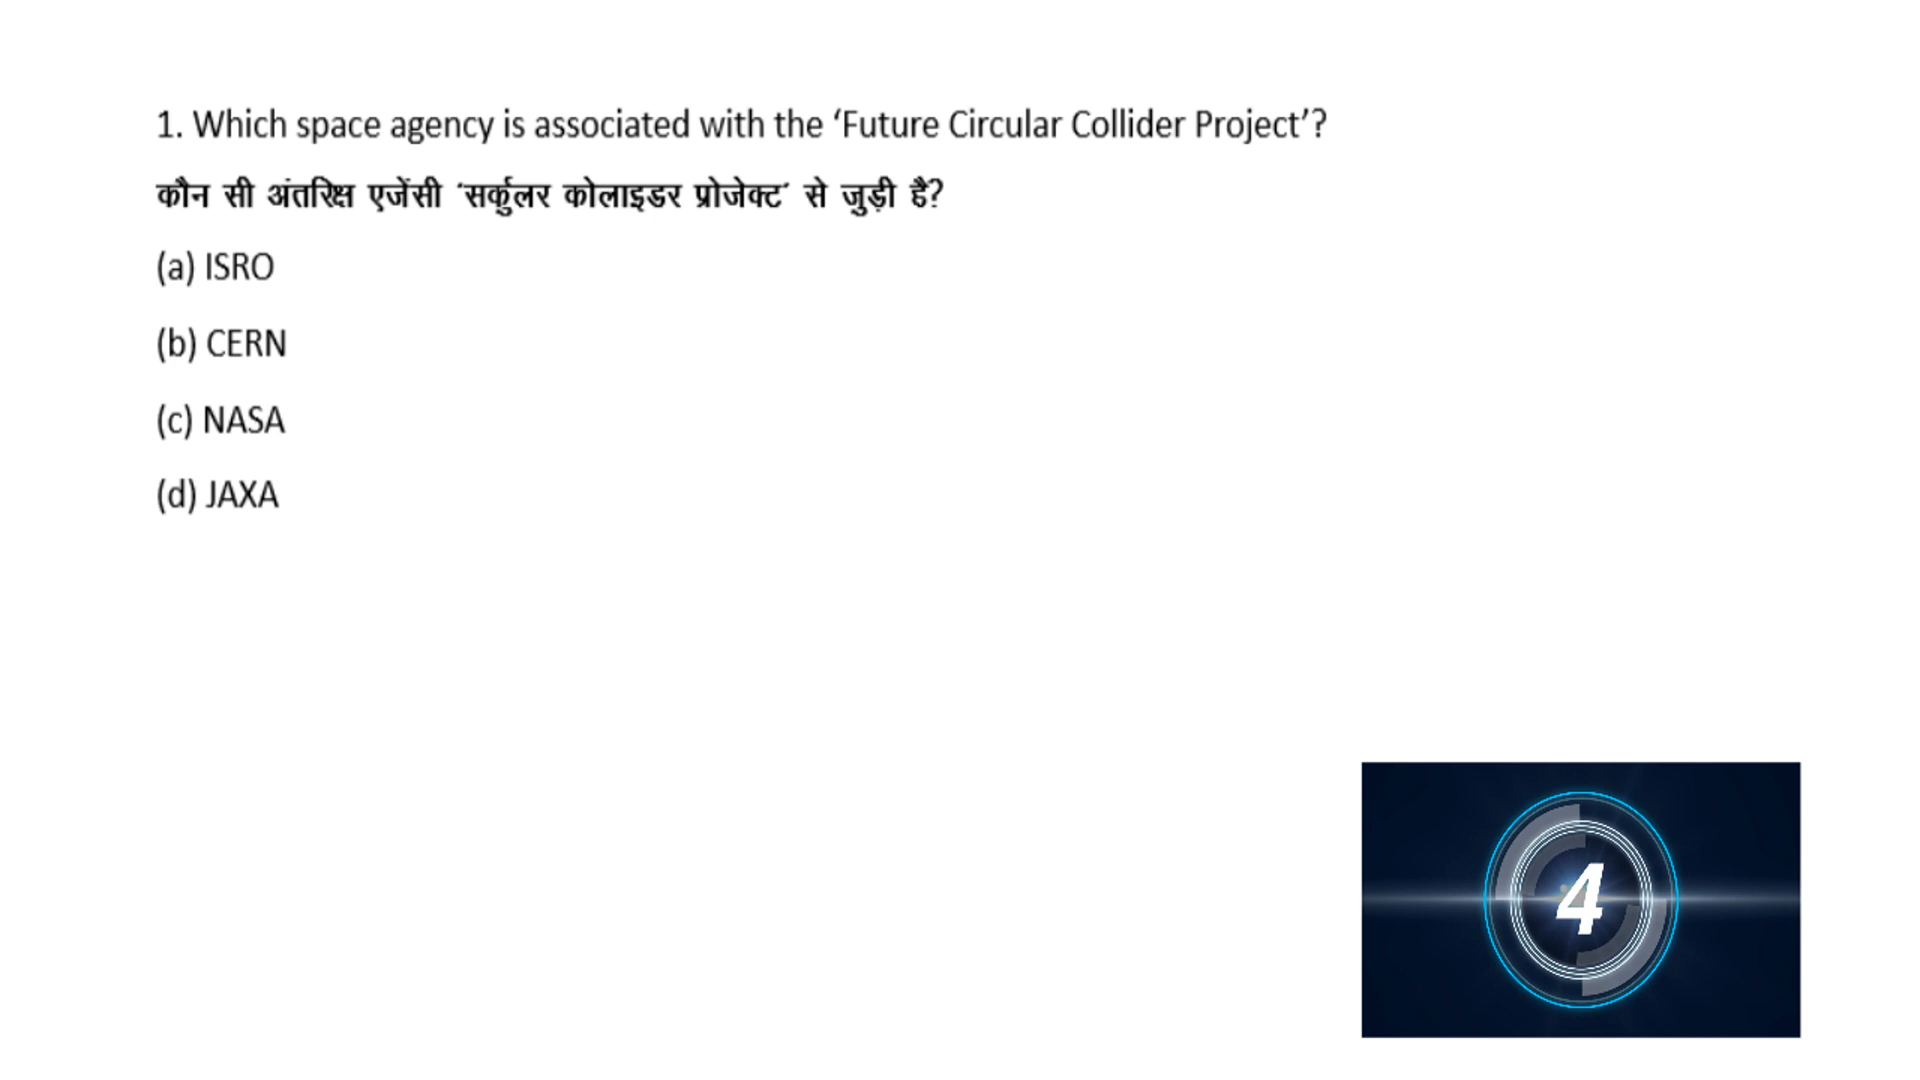 1. Which space agency is associated with the ‘Future Circular Collider Project’?
कौन सी अंतरिक्ष एजेंसी ‘सर्कुलर कोलाइडर प्रोजेक्ट’ से जुड़ी है?
(a) ISRO
(b) CERN
(c) NASA
(d) JAXA
4